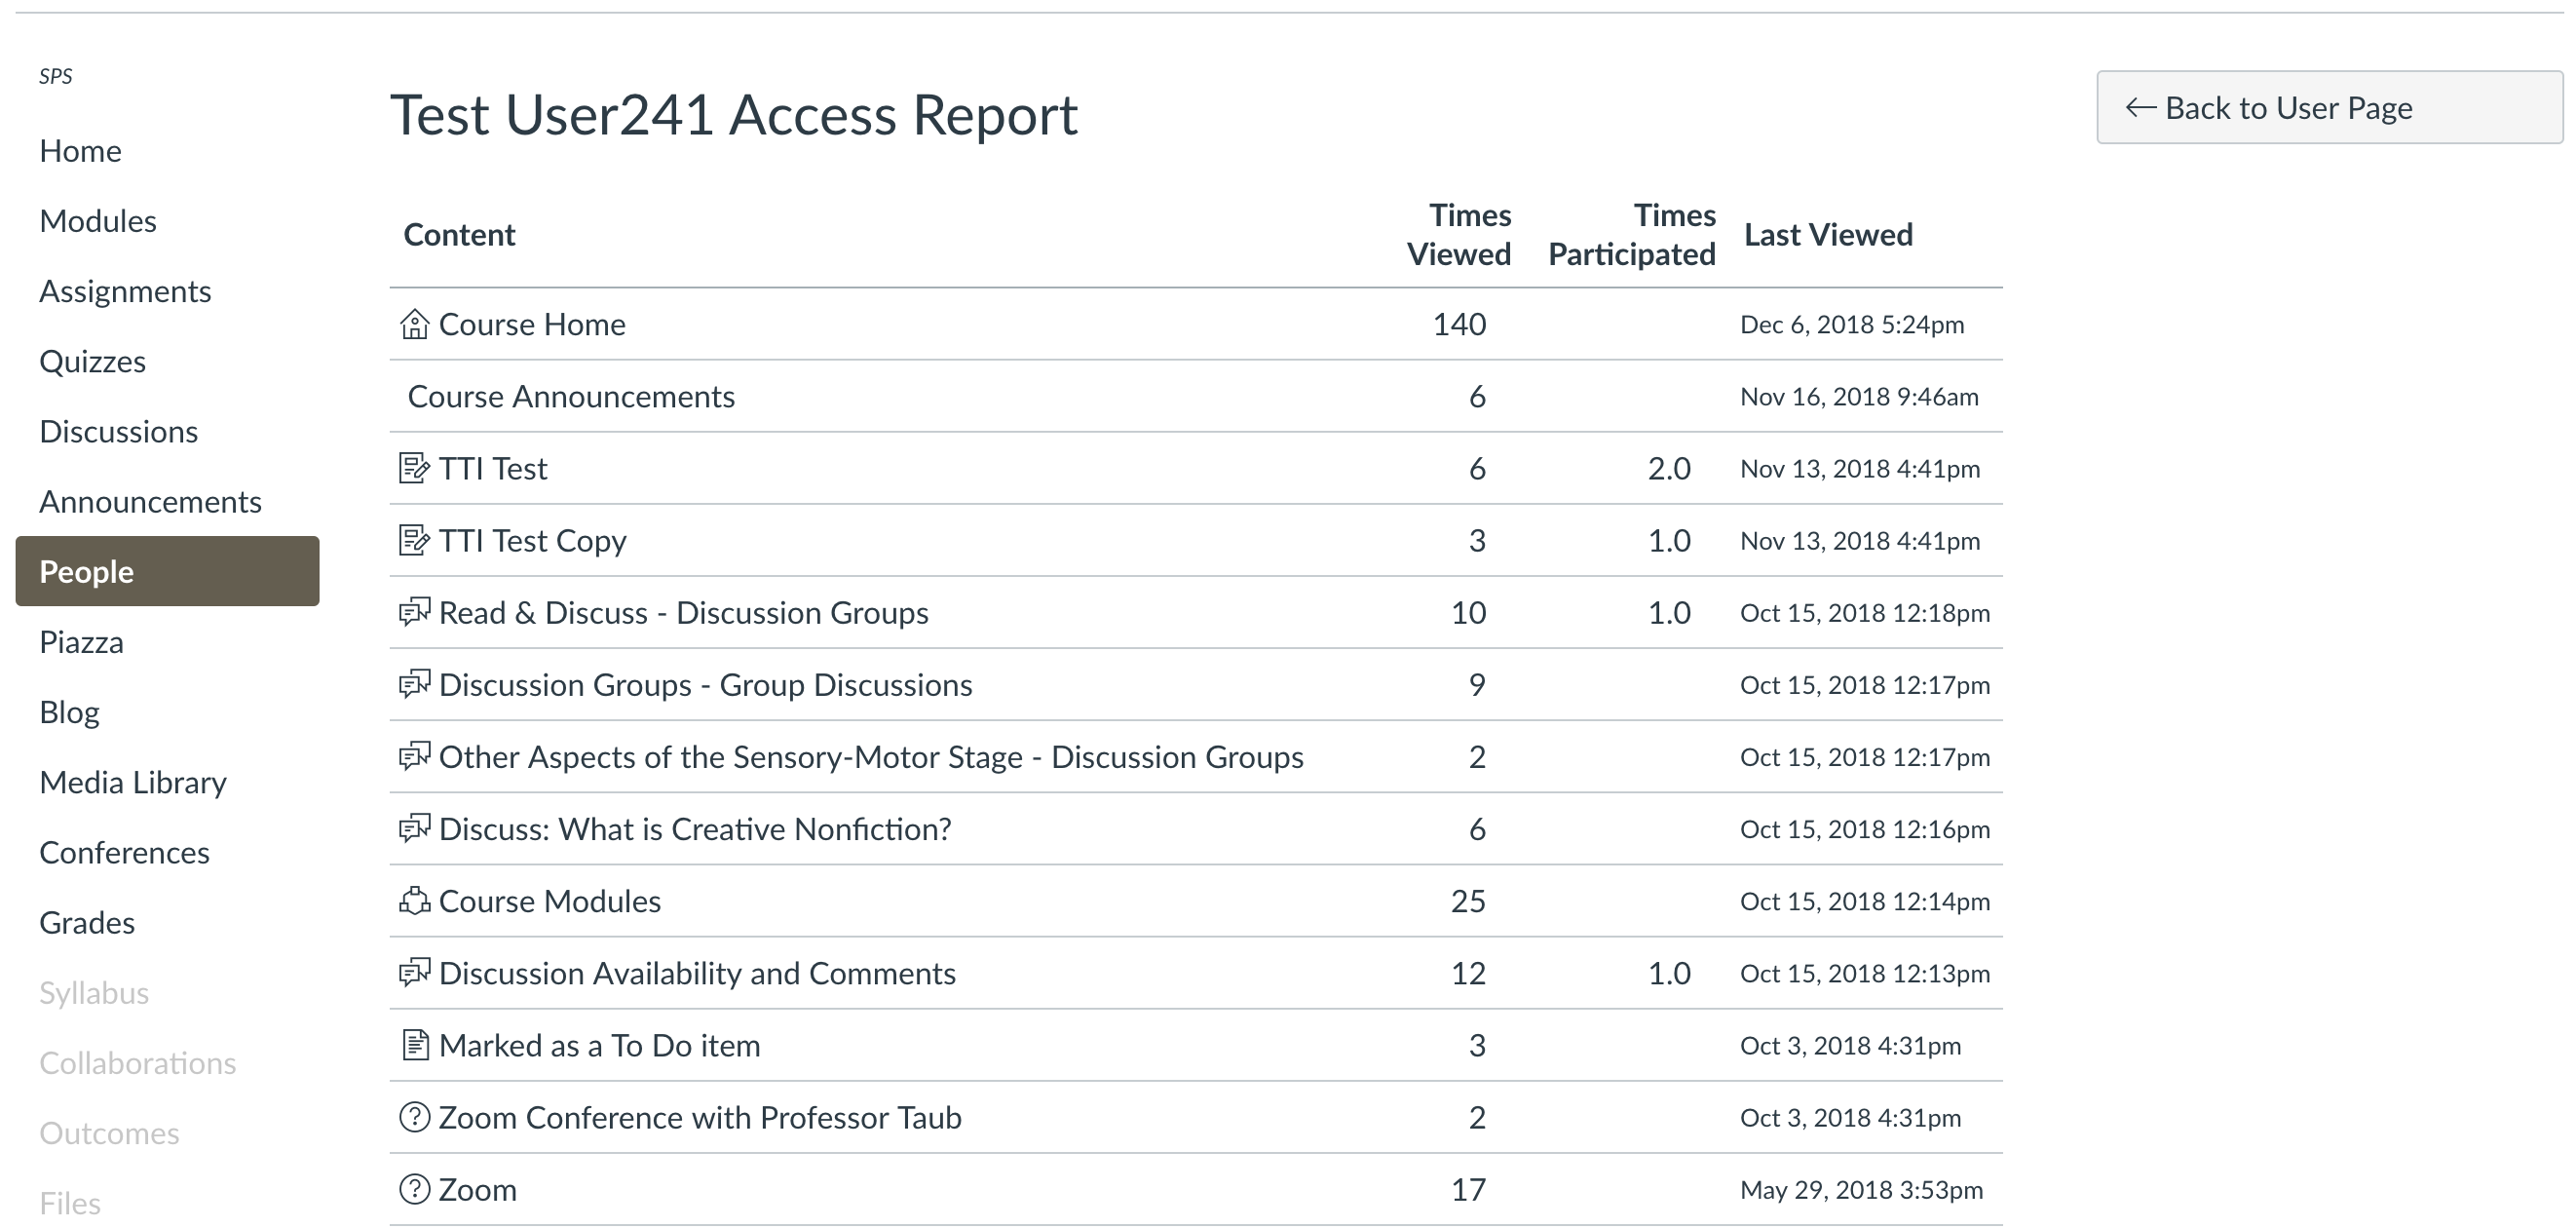 SPS
Home
Modules
Assignments
Quizzes
Discussions
Announcements
People
Piazza
Blog
Media Library
Conferences
Grades
Syllabus
Collaborations
Outcomes
Files
Test User241 Access Report
← Back to User Page
Content Times Viewed Times Participated Last Viewed
Course Home 140 Dec 6, 2018 5:24pm
Course Announcements 6 Nov 16, 2018 9:46am
TTI Test 6 2.0 Nov 13, 2018 4:41pm
TTI Test Copy 3 1.0 Nov 13, 2018 4:41pm
Read & Discuss - Discussion Groups 10 1.0 Oct 15, 2018 12:18pm
Discussion Groups - Group Discussions 9 Oct 15, 2018 12:17pm
Other Aspects of the Sensory-Motor Stage - Discussion Groups 2 Oct 15, 2018 12:17pm
Discuss: What is Creative Nonfiction? 6 Oct 15, 2018 12:16pm
Course Modules 25 Oct 15, 2018 12:14pm
Discussion Availability and Comments 12 1.0 Oct 15, 2018 12:13pm
Marked as a To Do item 3 Oct 3, 2018 4:31pm
Zoom Conference with Professor Taub 2 Oct 3, 2018 4:31pm
Zoom 17 May 29, 2018 3:53pm